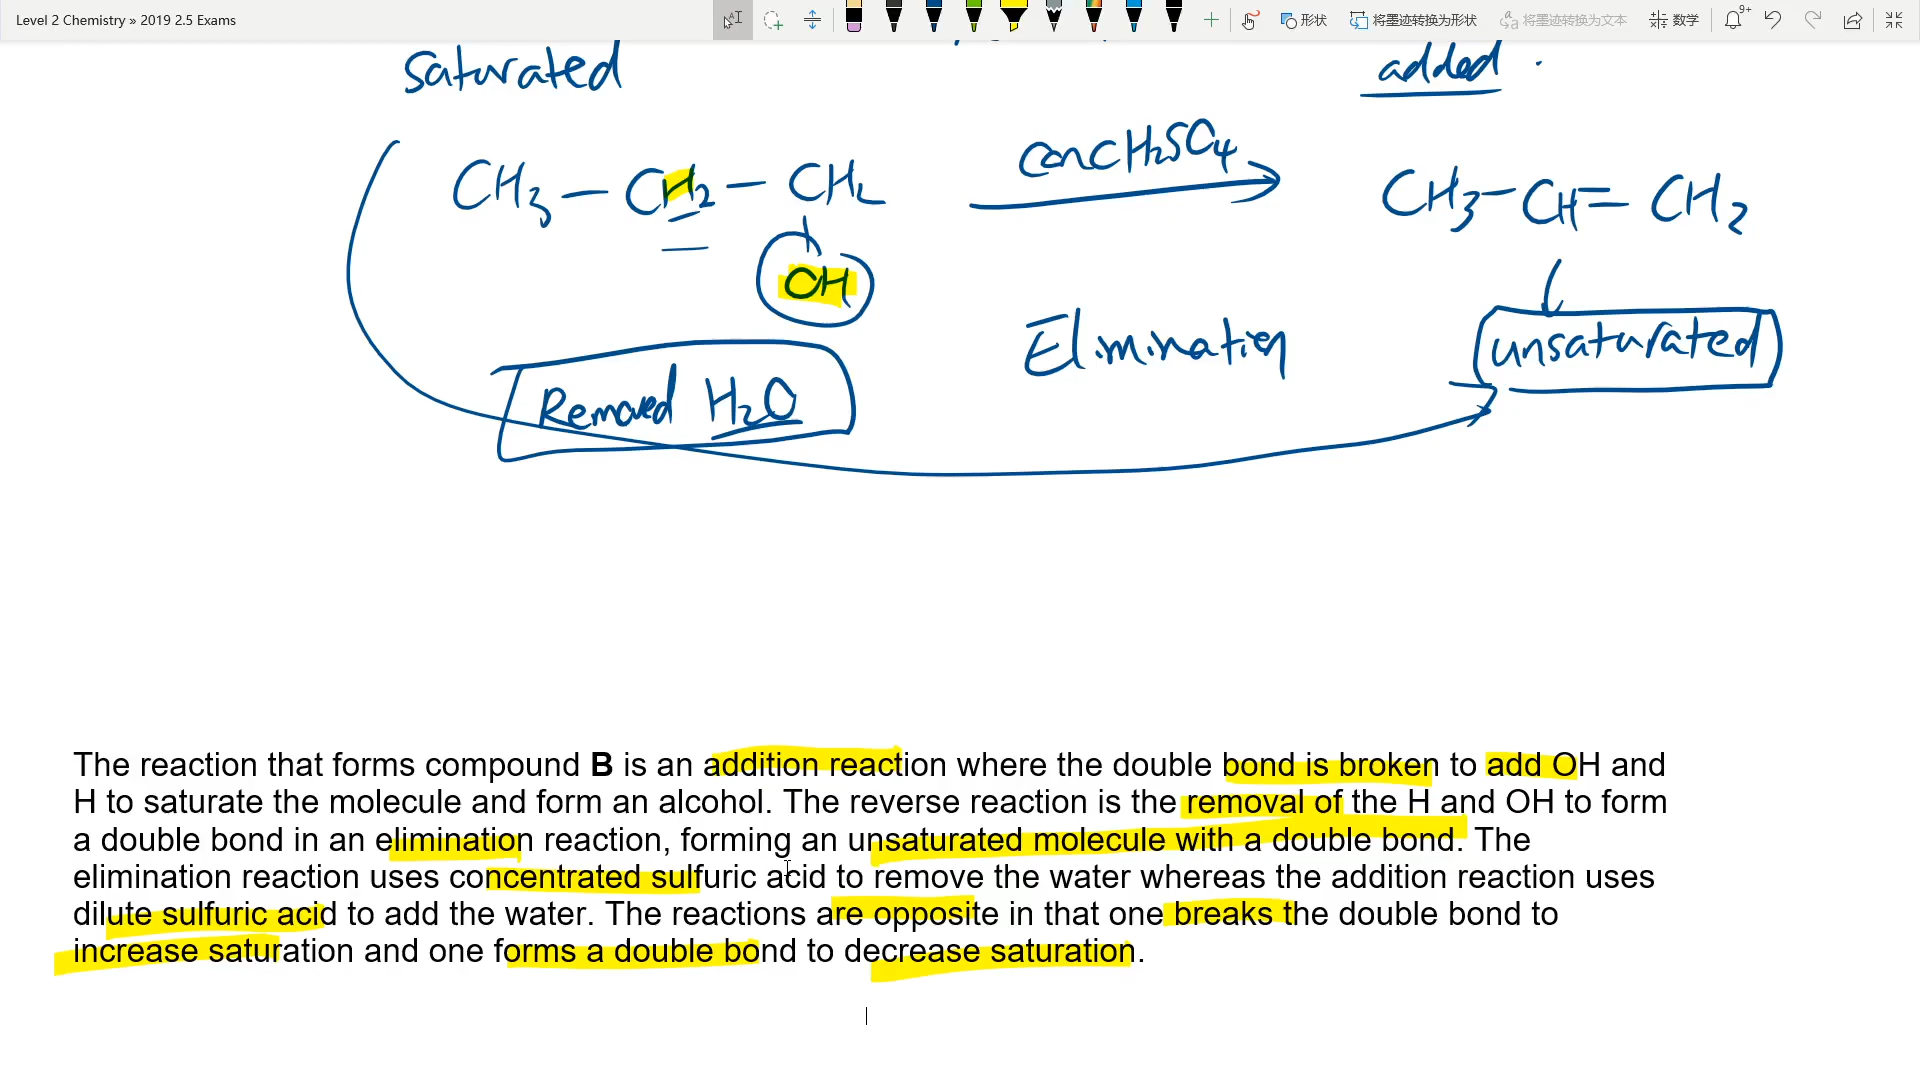 Level 2 Chemistry » 2019 2.5 Exams
形状
将墨迹转换为形状
将墨迹转换为文本
数学
9+
saturated
added.
CH3 — CH2 — CH2
OH
conc H2SO4
CH3 — CH = CH2
Elimination
unsaturated
Removed H2O
The reaction that forms compound B is an addition reaction where the double bond is broken to add OH and
H to saturate the molecule and form an alcohol. The reverse reaction is the removal of the H and OH to form
a double bond in an elimination reaction, forming an unsaturated molecule with a double bond. The
elimination reaction uses concentrated sulfuric acid to remove the water whereas the addition reaction uses
dilute sulfuric acid to add the water. The reactions are opposite in that one breaks the double bond to
increase saturation and one forms a double bond to decrease saturation.